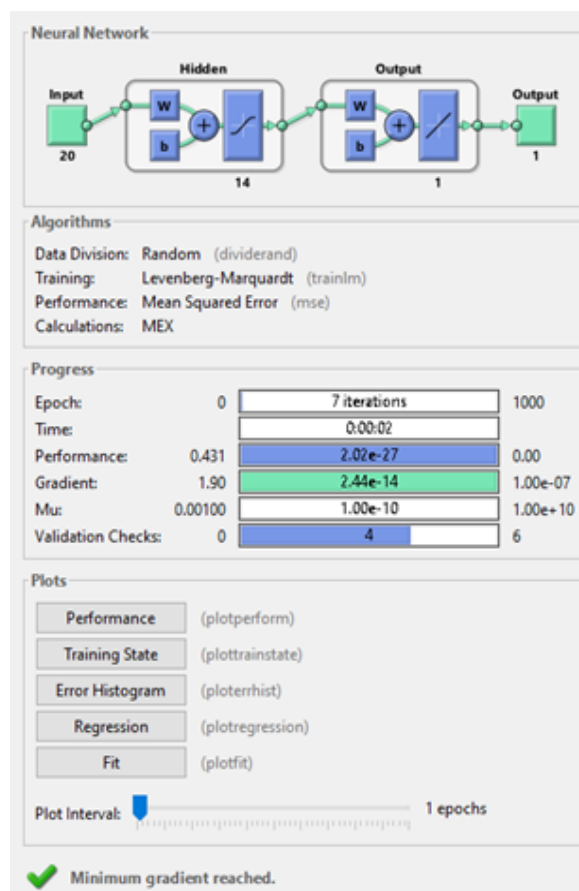 Neural Network
Hidden Output
Input Output
W b + W b +
20 14 1 1
Algorithms
Data Division: Random (dividerand)
Training: Levenberg-Marquardt (trainlm)
Performance: Mean Squared Error (mse)
Calculations: MEX
Progress
Epoch: 0 7 iterations 1000
Time: 0:00:02
Performance: 0.431 2.02e-27 0.00
Gradient: 1.90 2.44e-14 1.00e-07
Mu: 0.00100 1.00e-10 1.00e+10
Validation Checks: 0 4 6
Plots
Performance (plotperform)
Training State (plottrainstate)
Error Histogram (ploterrhist)
Regression (plotregression)
Fit (plotfit)
Plot Interval: 1 epochs
Minimum gradient reached.